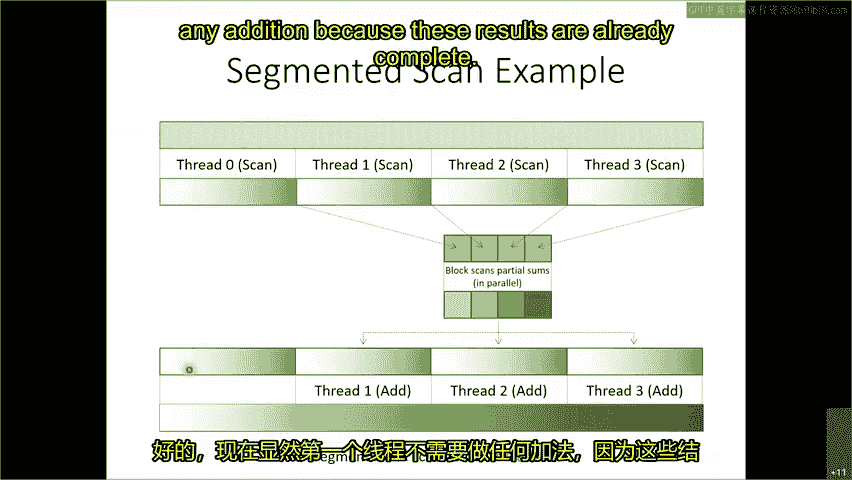 any addition because these results are already
complete.
Segmented Scan Example
Thread 0 (Scan) Thread 1 (Scan) Thread 2 (Scan) Thread 3 (Scan)
Block scans partial sums
(in parallel)
Thread 1 (Add) Thread 2 (Add) Thread 3 (Add)
好的，现在显然第一个线程不需要做任何加法，因为这些结
+11